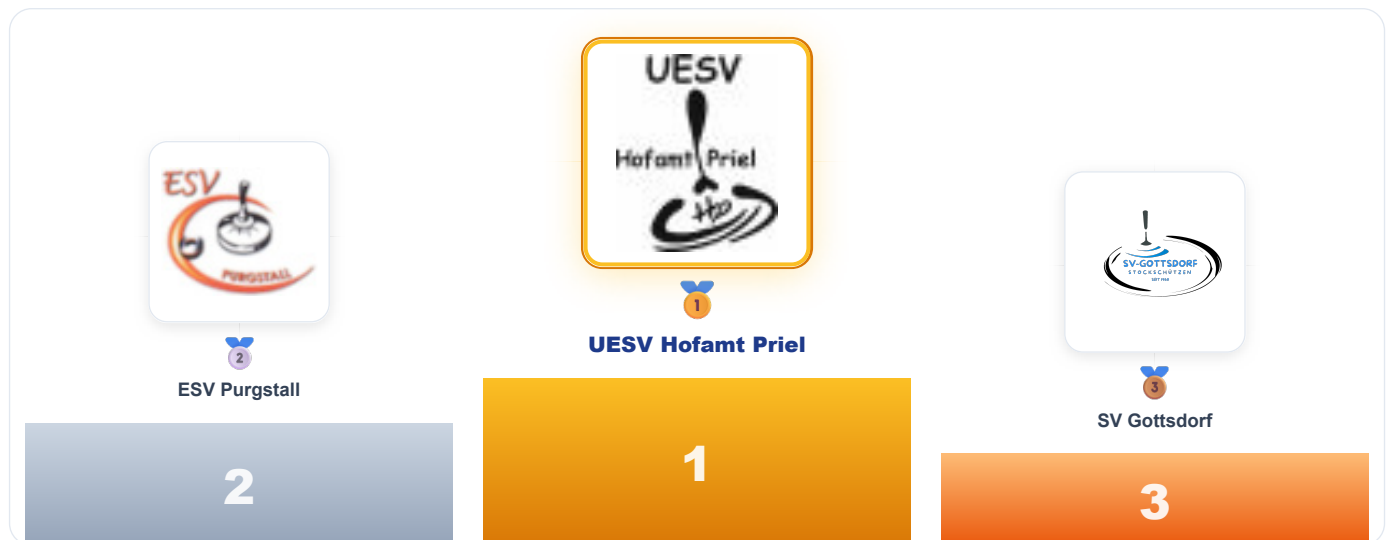 UESV
Hofamt Priel
H2O
1
UESV Hofamt Priel
1
ESV
PURGSTALL
2
ESV Purgstall
2
SV-GOTTSDORF
STOCKSCHÜTZEN
3
SV Gottsdorf
3